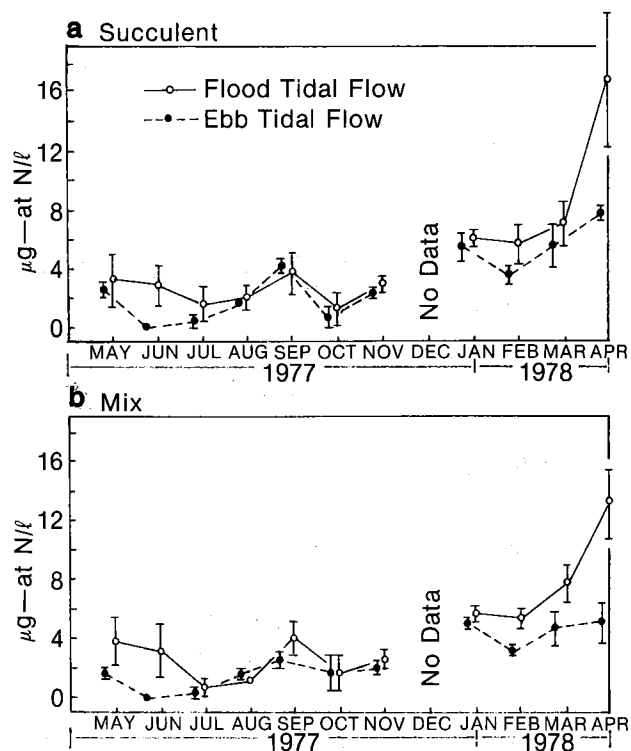 a Succulent
Flood Tidal Flow
Ebb Tidal Flow
16
12
8
4
0
μg—at N/ℓ
No Data
MAY JUN JUL AUG SEP OCT NOV DEC JAN FEB MAR APR
1977 1978
b Mix
16
12
8
4
0
μg—at N/ℓ
No Data
MAY JUN JUL AUG SEP OCT NOV DEC JAN FEB MAR APR
1977 1978